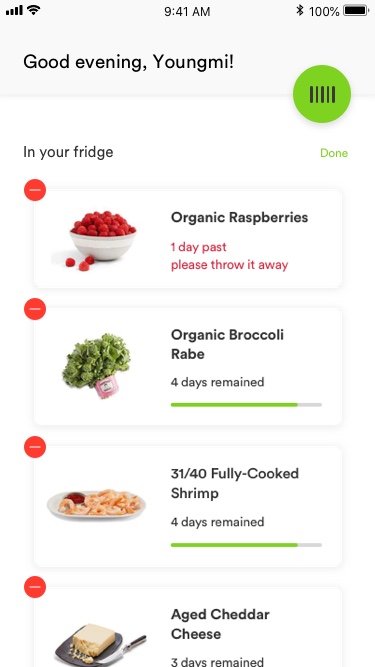 9:41 AM
100%
Good evening, Youngmi!
In your fridge
Done
Organic Raspberries
1 day past
please throw it away
Organic Broccoli
Rabe
4 days remained
31/40 Fully-Cooked
Shrimp
4 days remained
Aged Cheddar
Cheese
3 days remained